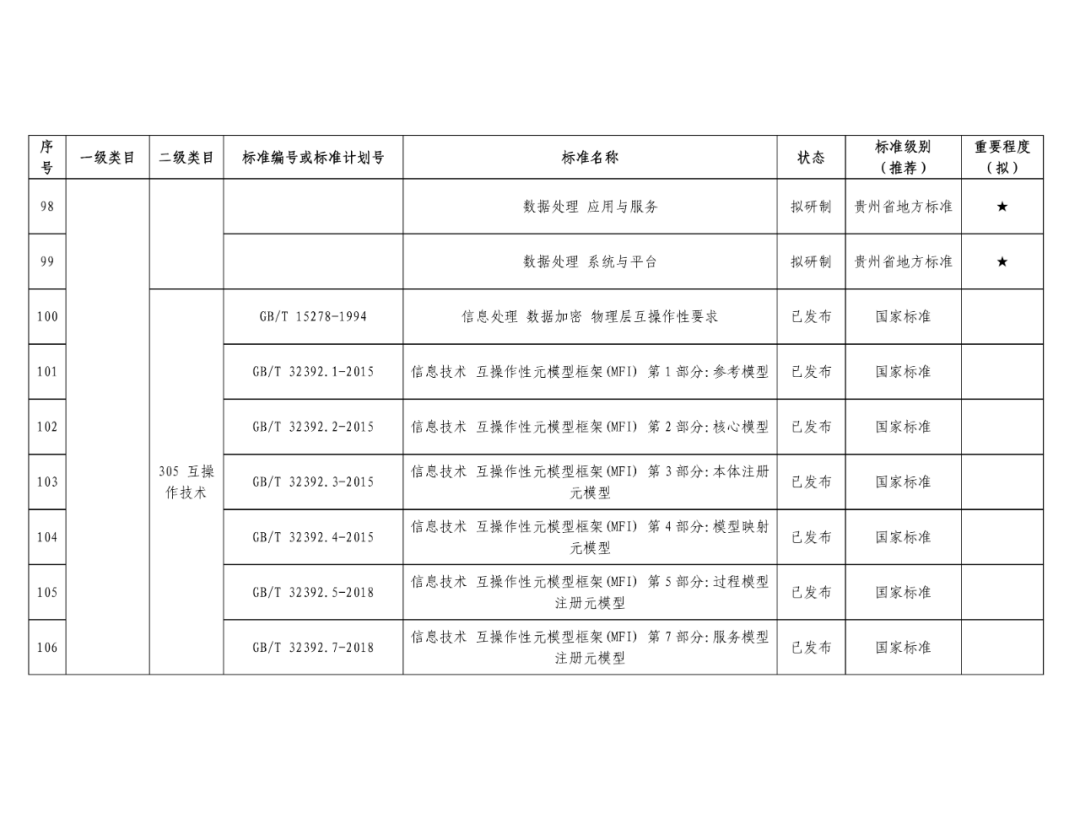 序号 一级类目 二级类目 标准编号或标准计划号 标准名称 状态 标准级别（推荐） 重要程度（拟）
98 数据处理 应用与服务 拟研制 贵州省地方标准 ★
99 数据处理 系统与平台 拟研制 贵州省地方标准 ★
305 互操作技术
100 GB/T 15278-1994 信息处理 数据加密 物理层互操作性要求 已发布 国家标准
101 GB/T 32392.1-2015 信息技术 互操作性元模型框架(MFI) 第1部分:参考模型 已发布 国家标准
102 GB/T 32392.2-2015 信息技术 互操作性元模型框架(MFI) 第2部分:核心模型 已发布 国家标准
103 GB/T 32392.3-2015 信息技术 互操作性元模型框架(MFI) 第3部分:本体注册元模型 已发布 国家标准
104 GB/T 32392.4-2015 信息技术 互操作性元模型框架(MFI) 第4部分:模型映射元模型 已发布 国家标准
105 GB/T 32392.5-2018 信息技术 互操作性元模型框架(MFI) 第5部分:过程模型注册元模型 已发布 国家标准
106 GB/T 32392.7-2018 信息技术 互操作性元模型框架(MFI) 第7部分:服务模型注册元模型 已发布 国家标准